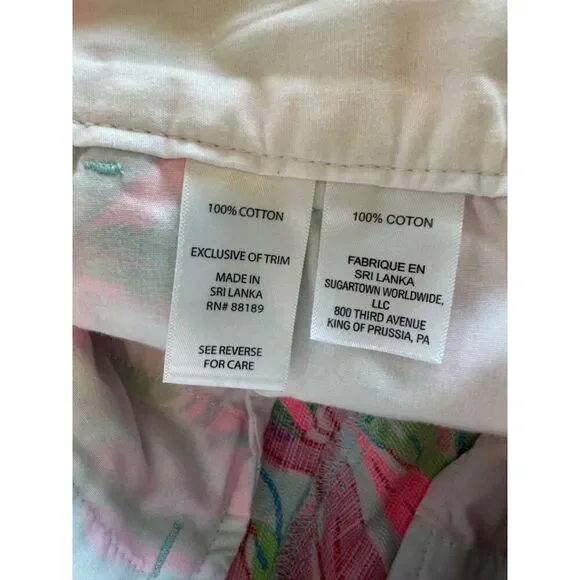 100% COTTON
EXCLUSIVE OF TRIM
MADE IN
SRI LANKA
RN# 88189
SEE REVERSE
FOR CARE
100% COTON
FABRIQUE EN
SRI LANKA
SUGARTOWN WORLDWIDE,
LLC
800 THIRD AVENUE
KING OF PRUSSIA, PA